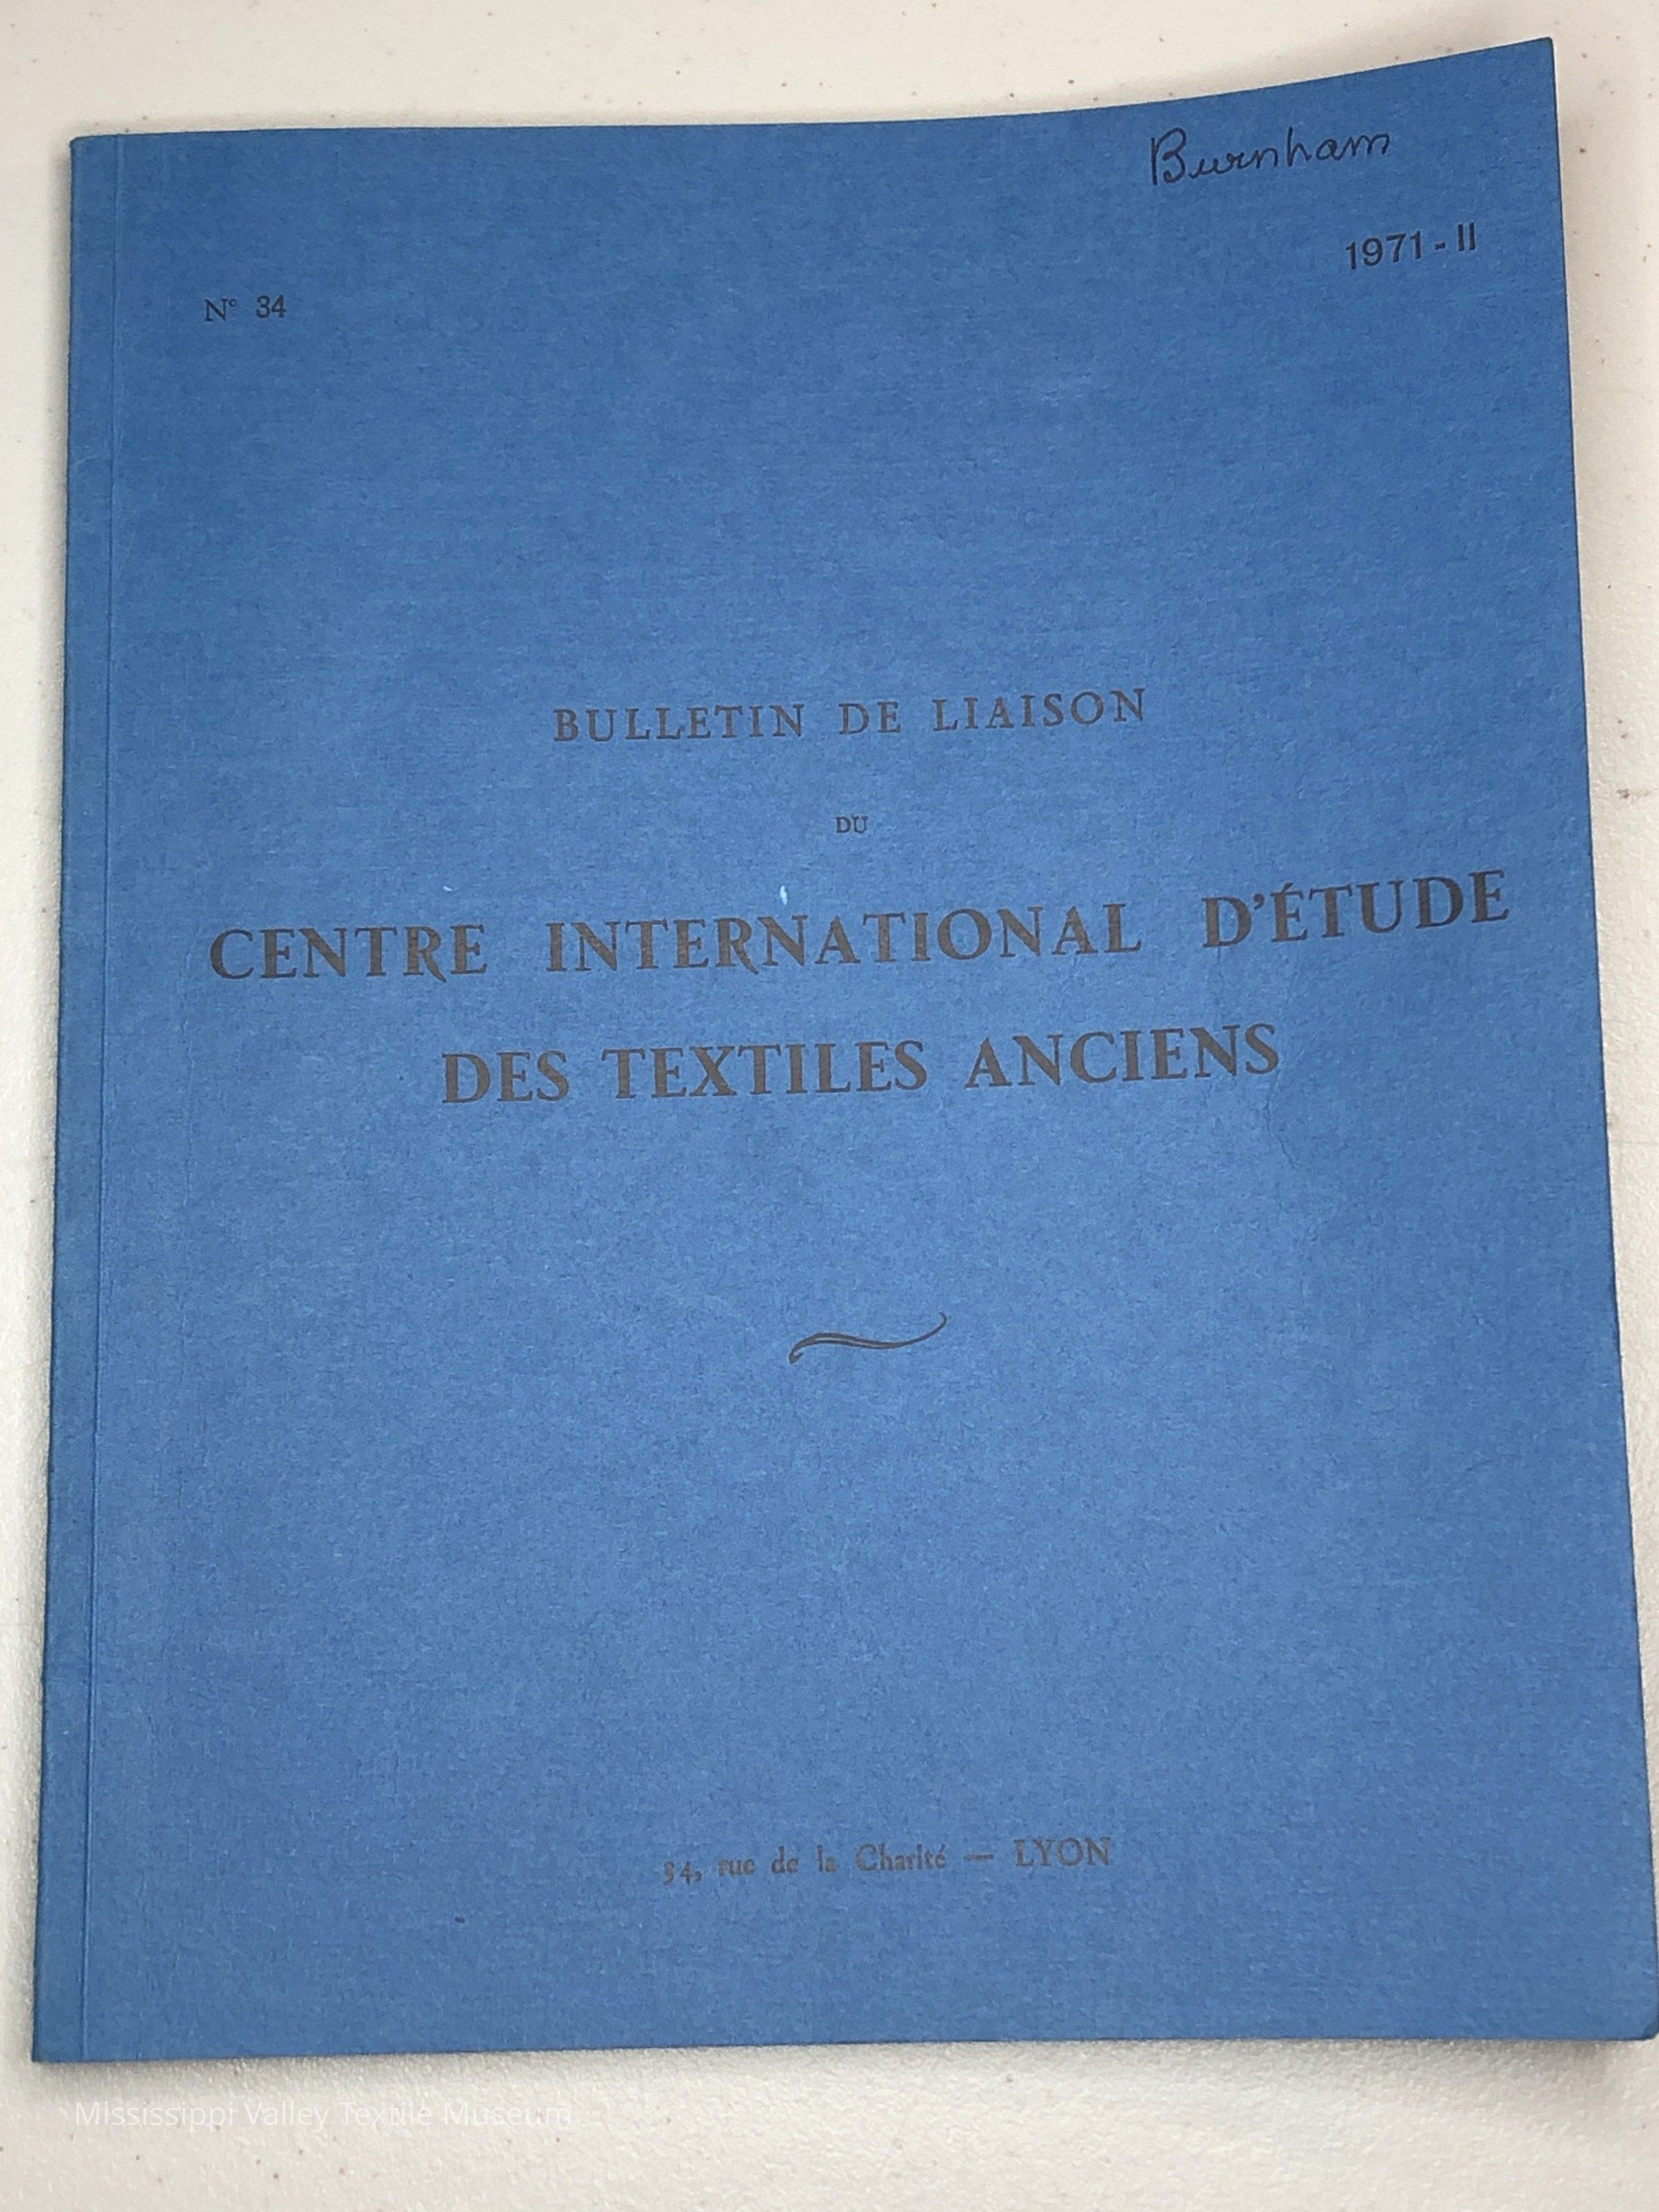 Burnham
1971-II
N° 34
BULLETIN DE LIAISON
DU
CENTRE INTERNATIONAL D'ÉTUDE
DES TEXTILES ANCIENS
34, rue de la Charité — LYON
Mississippi Valley Textile Museum